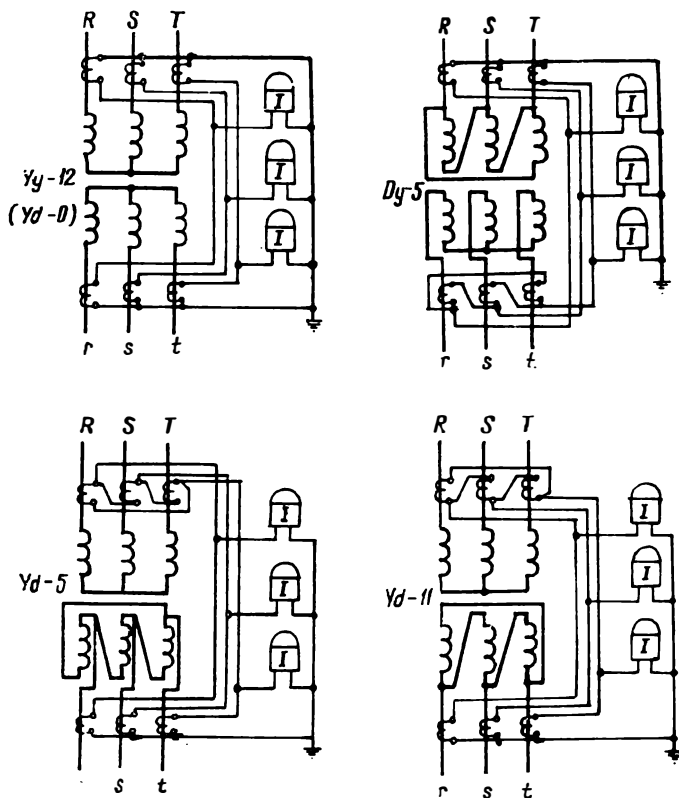 R S T
I
I
Yy-12
(Yd-0)
I
r s t
R S T
I
I
Dy-5
I
r s t.
R S T
I
Yd-5
I
I
s t
R S T
I
I
Yd-11
I
r s t